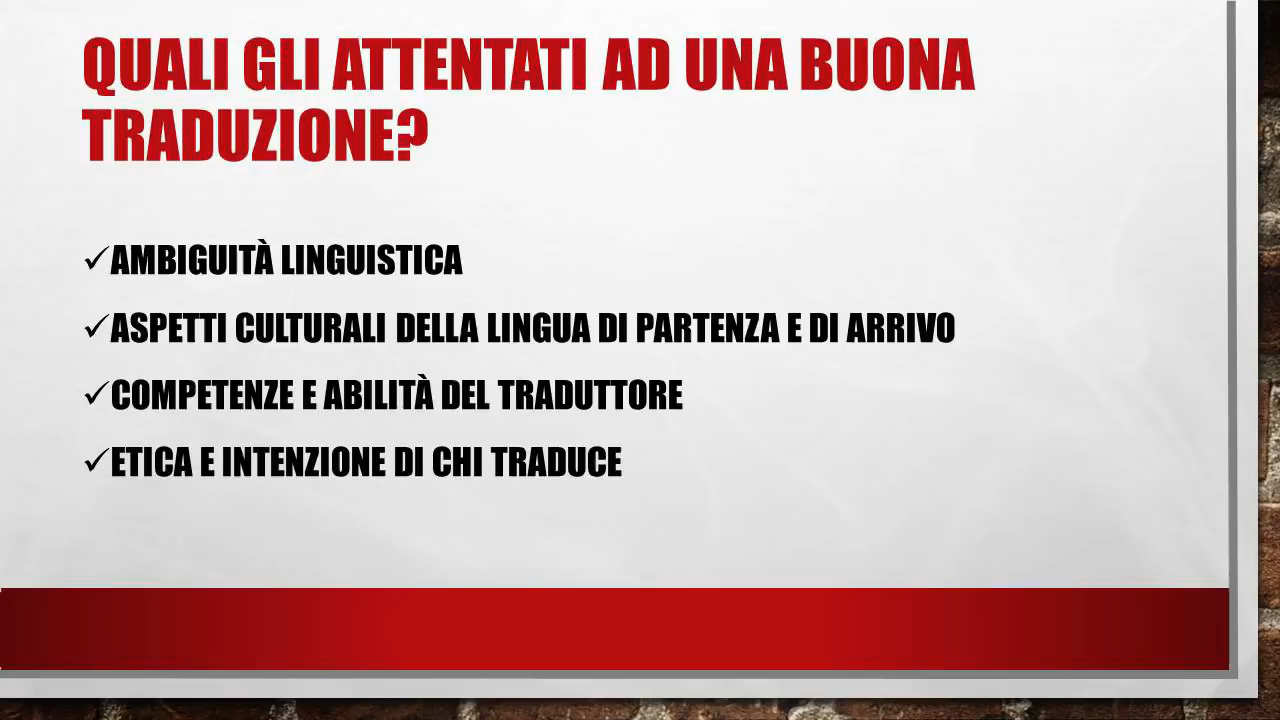 QUALI GLI ATTENTATI AD UNA BUONA
TRADUZIONE?
✓AMBIGUITÀ LINGUISTICA
✓ASPETTI CULTURALI DELLA LINGUA DI PARTENZA E DI ARRIVO
✓COMPETENZE E ABILITÀ DEL TRADUTTORE
✓ETICA E INTENZIONE DI CHI TRADUCE